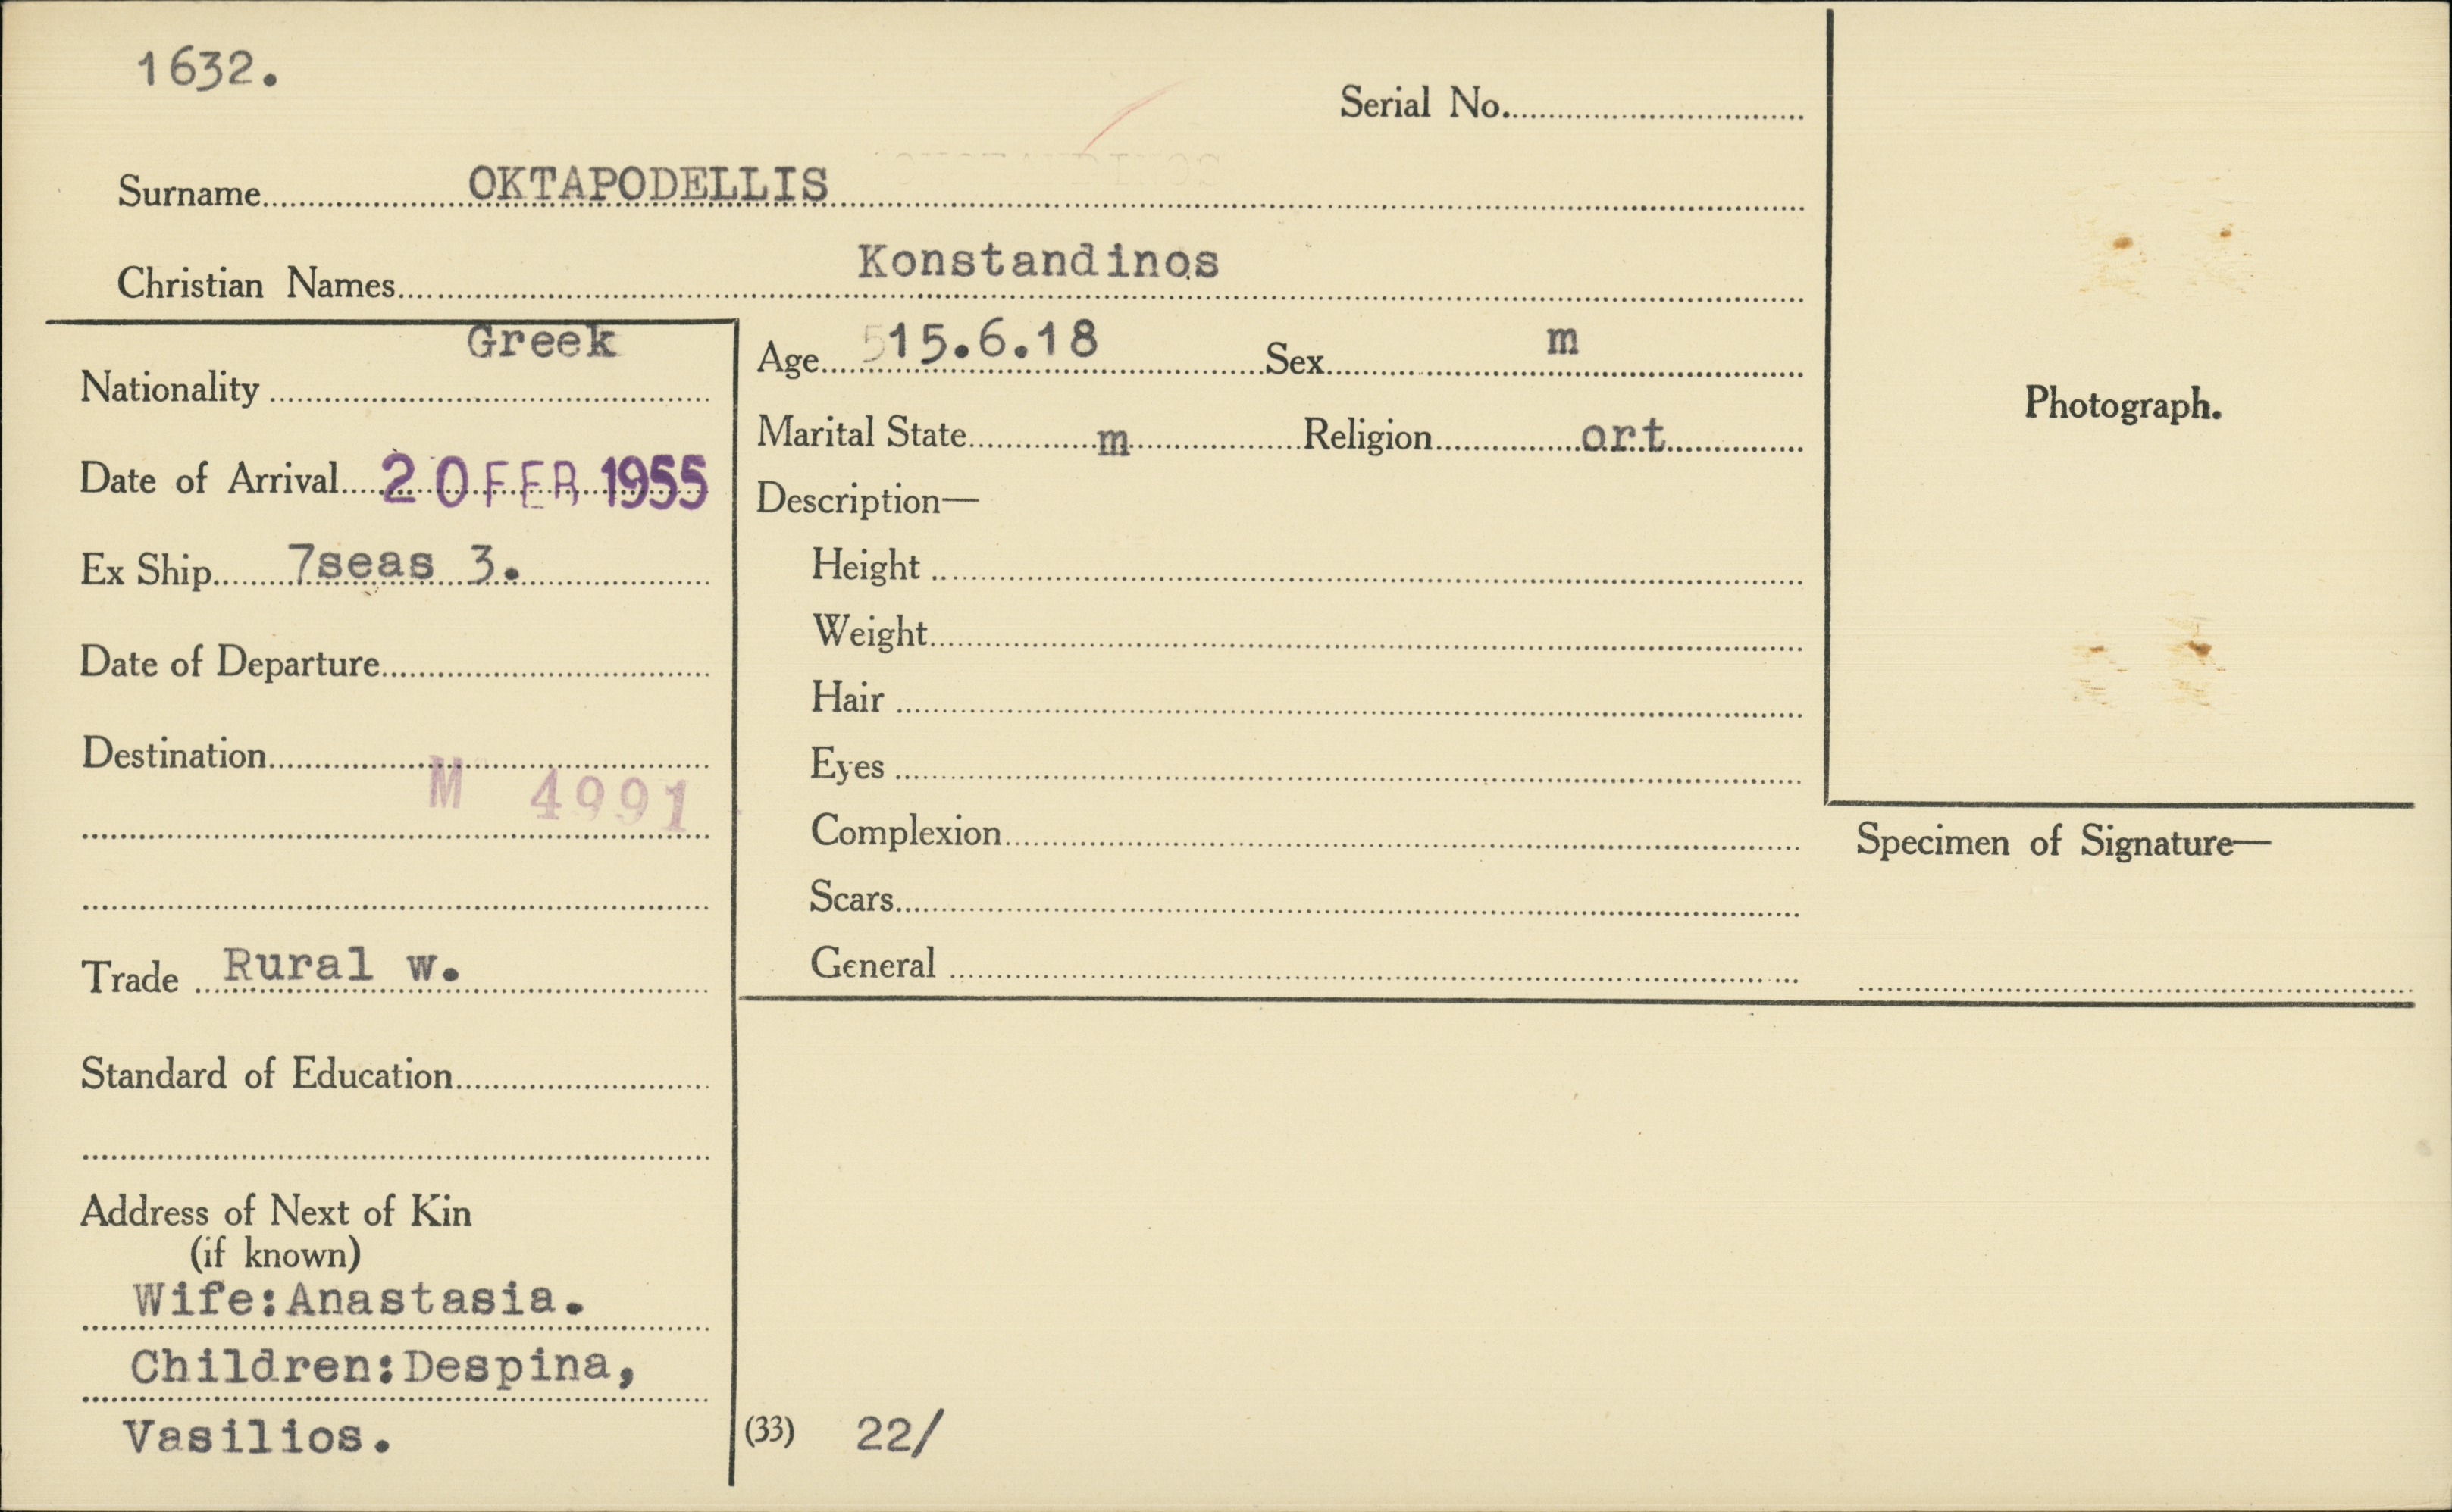 1632.
Serial No.
Surname OKTAPODELLIS
Christian Names Konstandinos
Greek
Nationality
Age 15.6.18 Sex m
Marital State m Religion ort
Date of Arrival 20 FEB 1955
Description—
Ex Ship 7seas 3.
Height
Weight
Date of Departure
Hair
Destination
M 4991
Eyes
Complexion
Scars
Trade Rural w.
General
Photograph.
Specimen of Signature—
Standard of Education
Address of Next of Kin
(if known)
Wife:Anastasia.
Children:Despina,
Vasilios.
(33) 22/